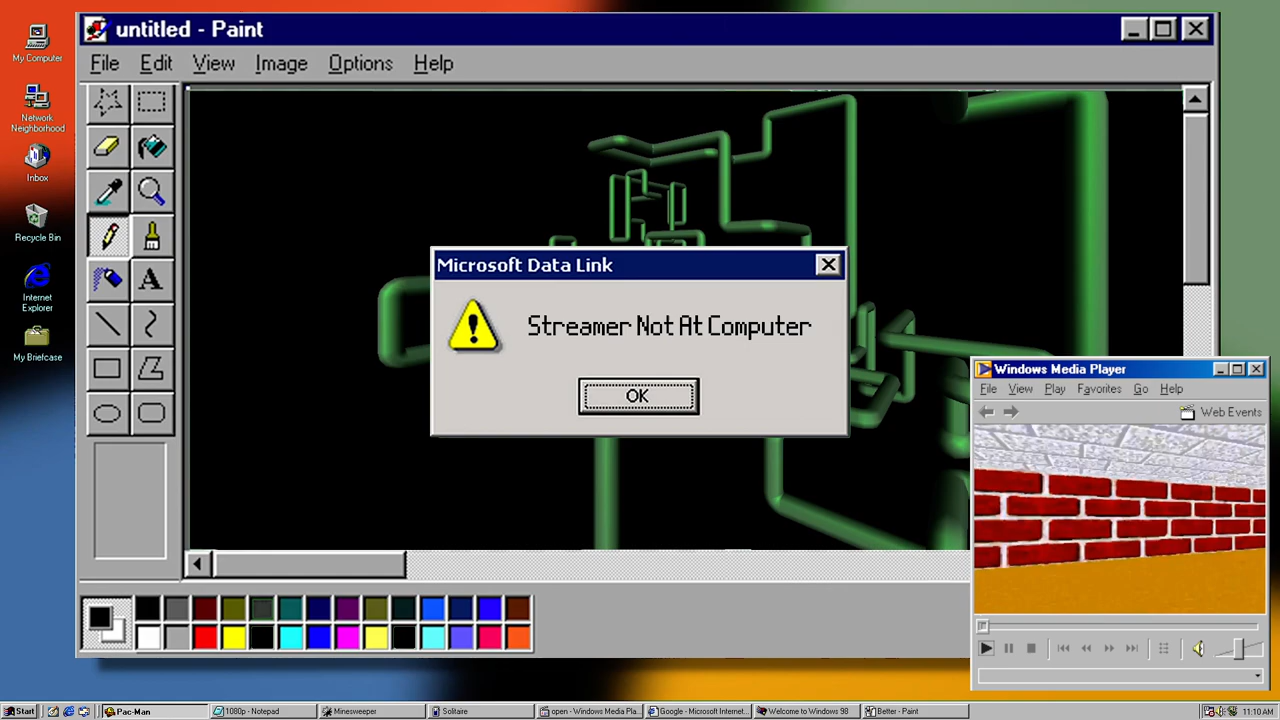 My Computer
Network
Neighborhood
Inbox
Recycle Bin
Internet
Explorer
My Briefcase
untitled - Paint
File Edit View Image Options Help
Microsoft Data Link
Streamer Not At Computer
OK
Windows Media Player
File View Play Favorites Go Help
Web Events
Start Pac-Man 1080p - Notepad Minesweeper Solitaire open - Windows Media Pla... Google - Microsoft Internet... Welcome to Windows 98 Better - Paint 11:10 AM